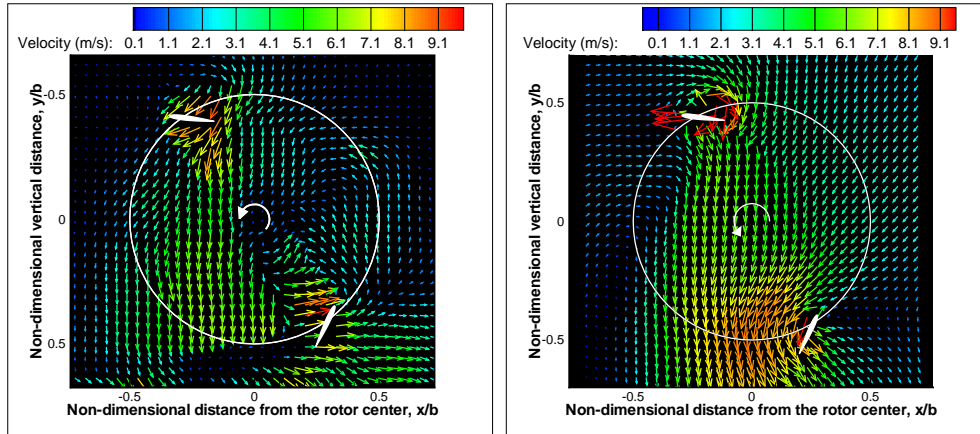 Velocity (m/s): 0.1 1.1 2.1 3.1 4.1 5.1 6.1 7.1 8.1 9.1
Non-dimensional vertical distance, y/b
-0.5
0
0.5
-0.5 0 0.5
Non-dimensional distance from the rotor center, x/b
Velocity (m/s): 0.1 1.1 2.1 3.1 4.1 5.1 6.1 7.1 8.1 9.1
Non-dimensional vertical distance, y/b
0.5
0
-0.5
-0.5 0 0.5
Non-dimensional distance from the rotor center, x/b